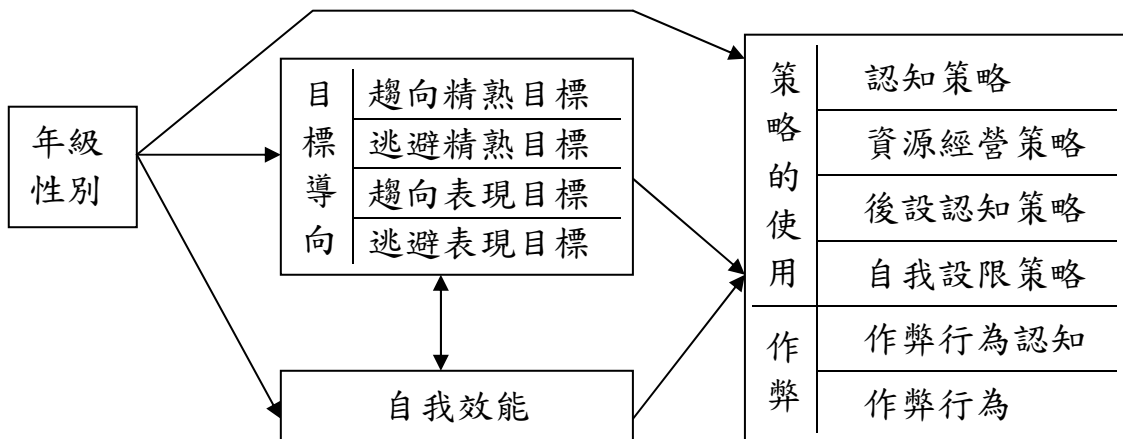 年級
性別
目標導向
趨向精熟目標
逃避精熟目標
趨向表現目標
逃避表現目標
自我效能
策略的使用
認知策略
資源經營策略
後設認知策略
自我設限策略
作弊
作弊行為認知
作弊行為